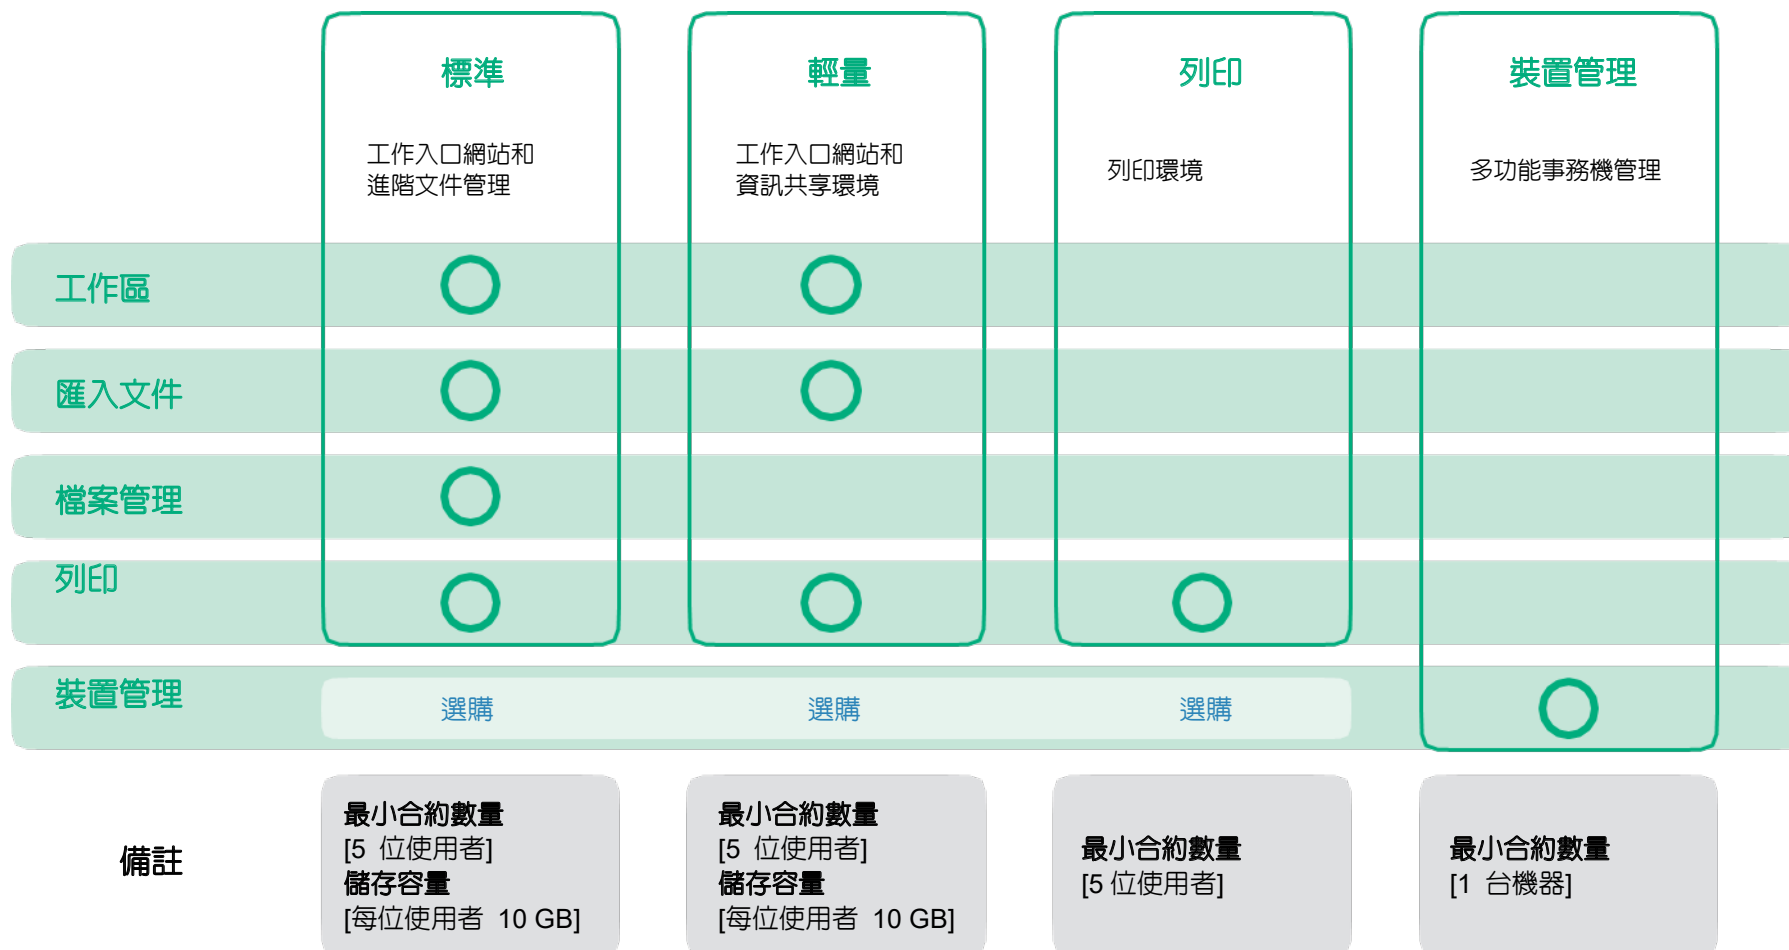 標準
輕量
列印
裝置管理
工作入口網站和
進階文件管理
工作入口網站和
資訊共享環境
列印環境
多功能事務機管理
工作區
匯入文件
檔案管理
列印
裝置管理
選購
選購
選購
備註
最小合約數量
[5 位使用者]
儲存容量
[每位使用者 10 GB]
最小合約數量
[5 位使用者]
儲存容量
[每位使用者 10 GB]
最小合約數量
[5 位使用者]
最小合約數量
[1 台機器]